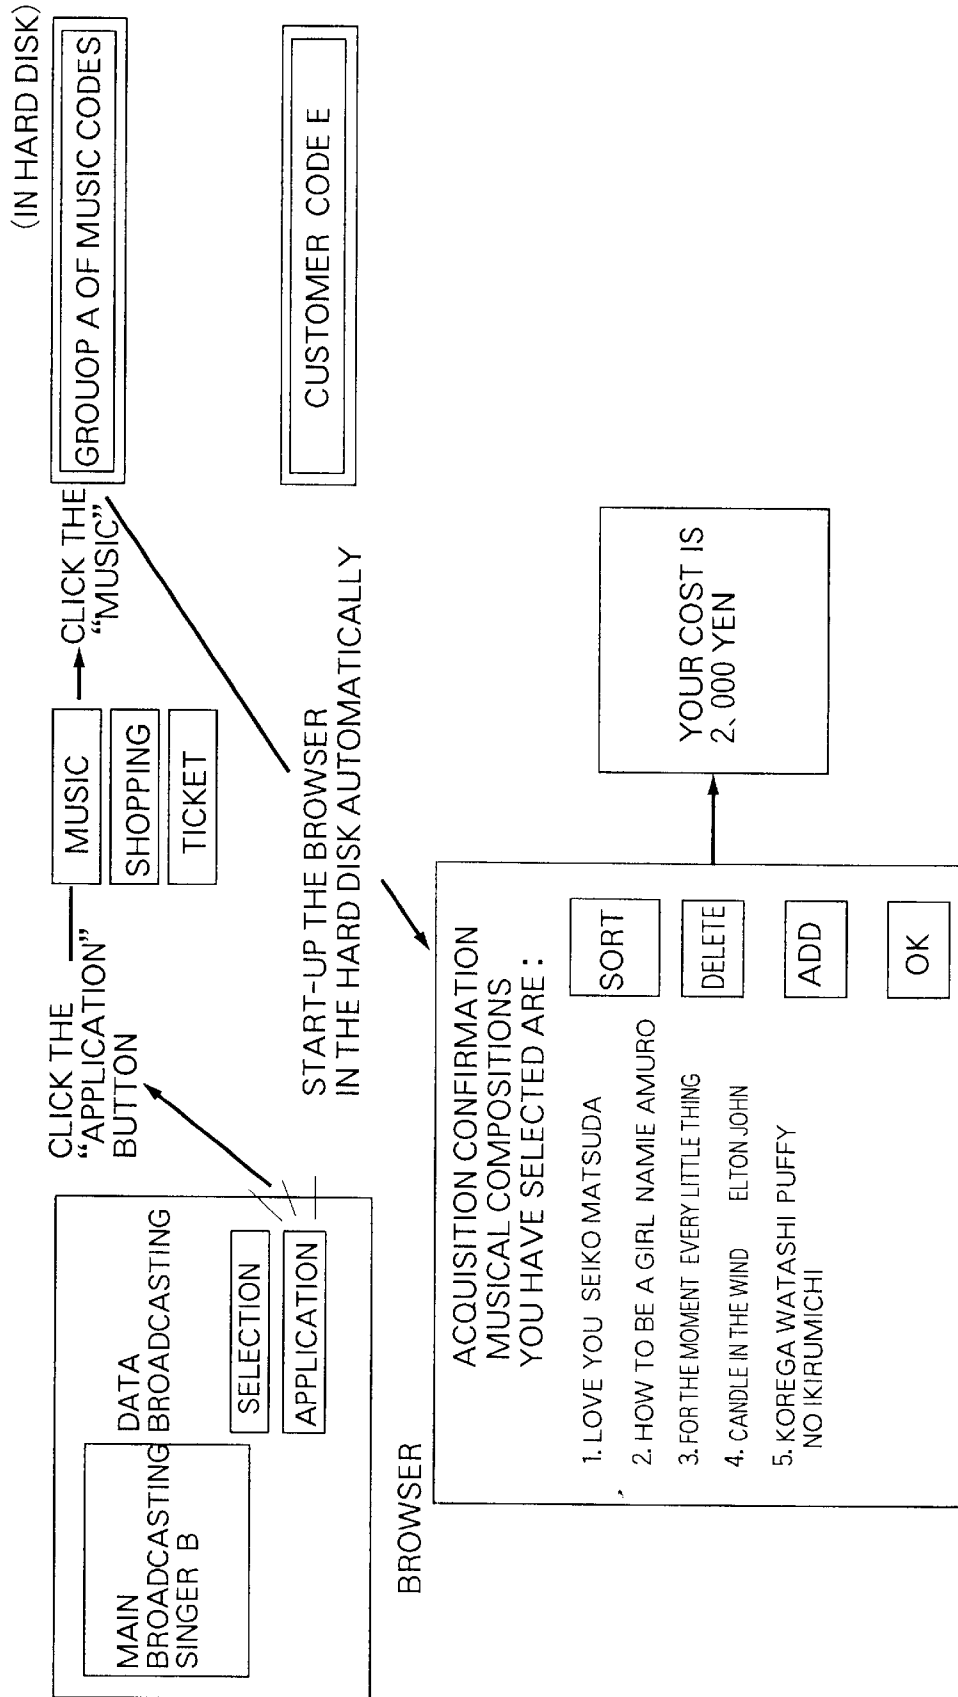 (IN HARD DISK)
MAIN
BROADCASTING
SINGER B
DATA
BROADCASTING
SELECTION
APPLICATION
CLICK THE
“APPLICATION”
BUTTON
MUSIC
SHOPPING
TICKET
CLICK THE
“MUSIC”
GROUOP A OF MUSIC CODES
CUSTOMER CODE E
START-UP THE BROWSER
IN THE HARD DISK AUTOMATICALLY
BROWSER
ACQUISITION CONFIRMATION
MUSICAL COMPOSITIONS
YOU HAVE SELECTED ARE :
1. LOVE YOU SEIKO MATSUDA
2. HOW TO BE A GIRL NAMIE AMURO
3. FOR THE MOMENT EVERY LITTLE THING
4. CANDLE IN THE WIND ELTON JOHN
5. KOREGA WATASHI PUFFY
NO IKIRUMICHI
SORT
DELETE
ADD
OK
YOUR COST IS
2、000 YEN